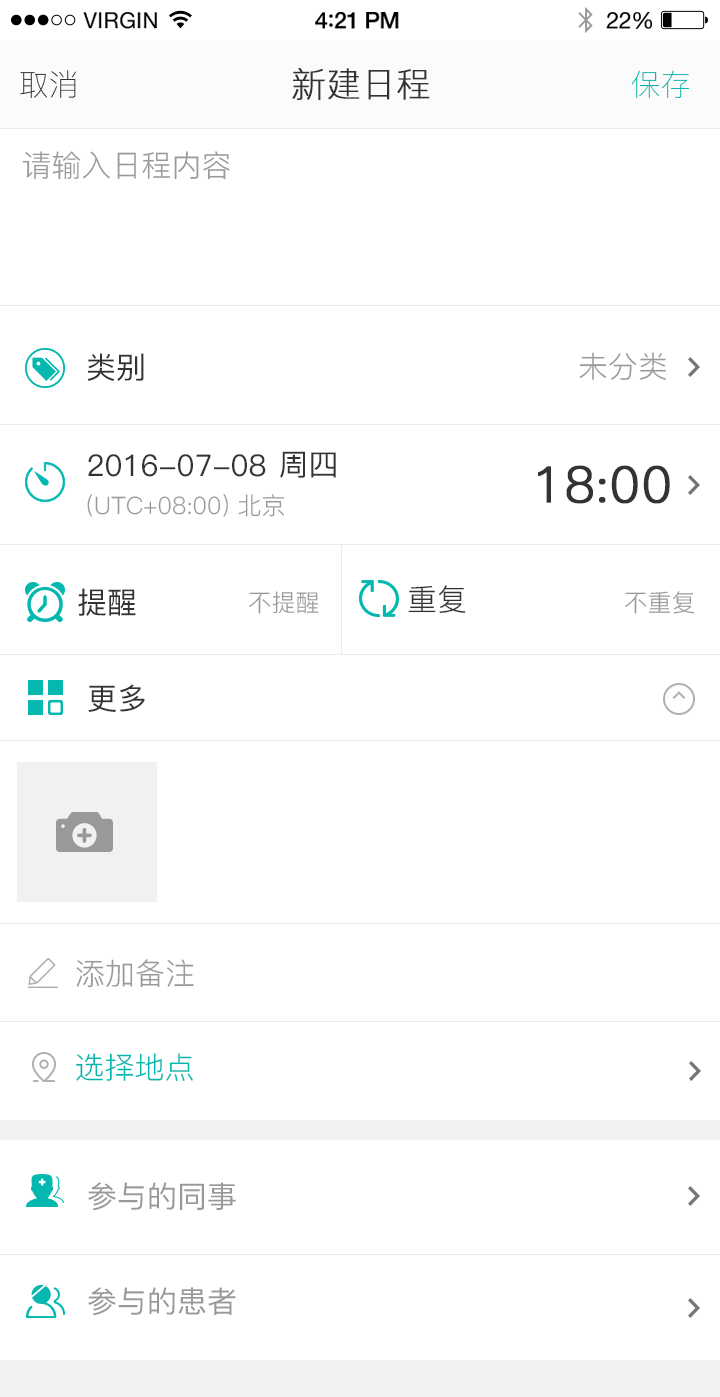 VIRGIN 4:21 PM 22%
取消 新建日程 保存
请输入日程内容
类别 未分类
2016-07-08 周四 18:00
(UTC+08:00) 北京
提醒 不提醒 重复 不重复
更多
添加备注
选择地点
参与的同事
参与的患者